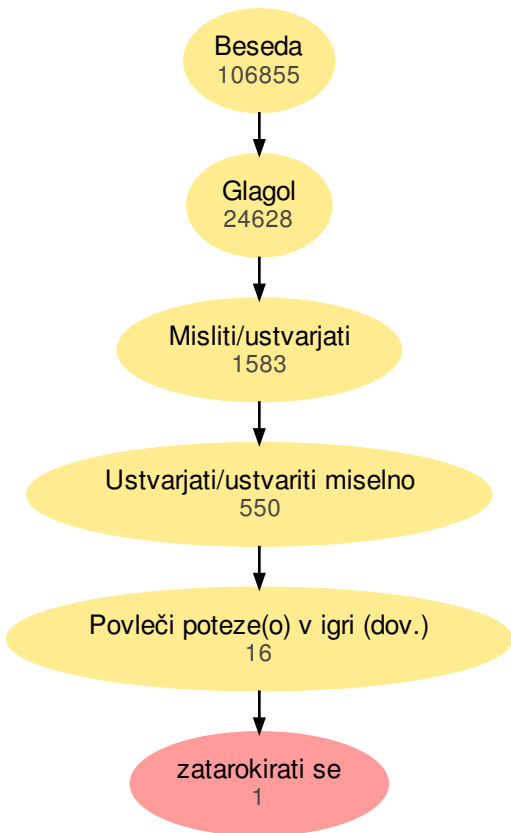 Beseda
106855
Glagol
24628
Misliti/ustvarjati
1583
Ustvarjati/ustvariti miselno
550
Povleči poteze(o) v igri (dov.)
16
zatarokirati se
1